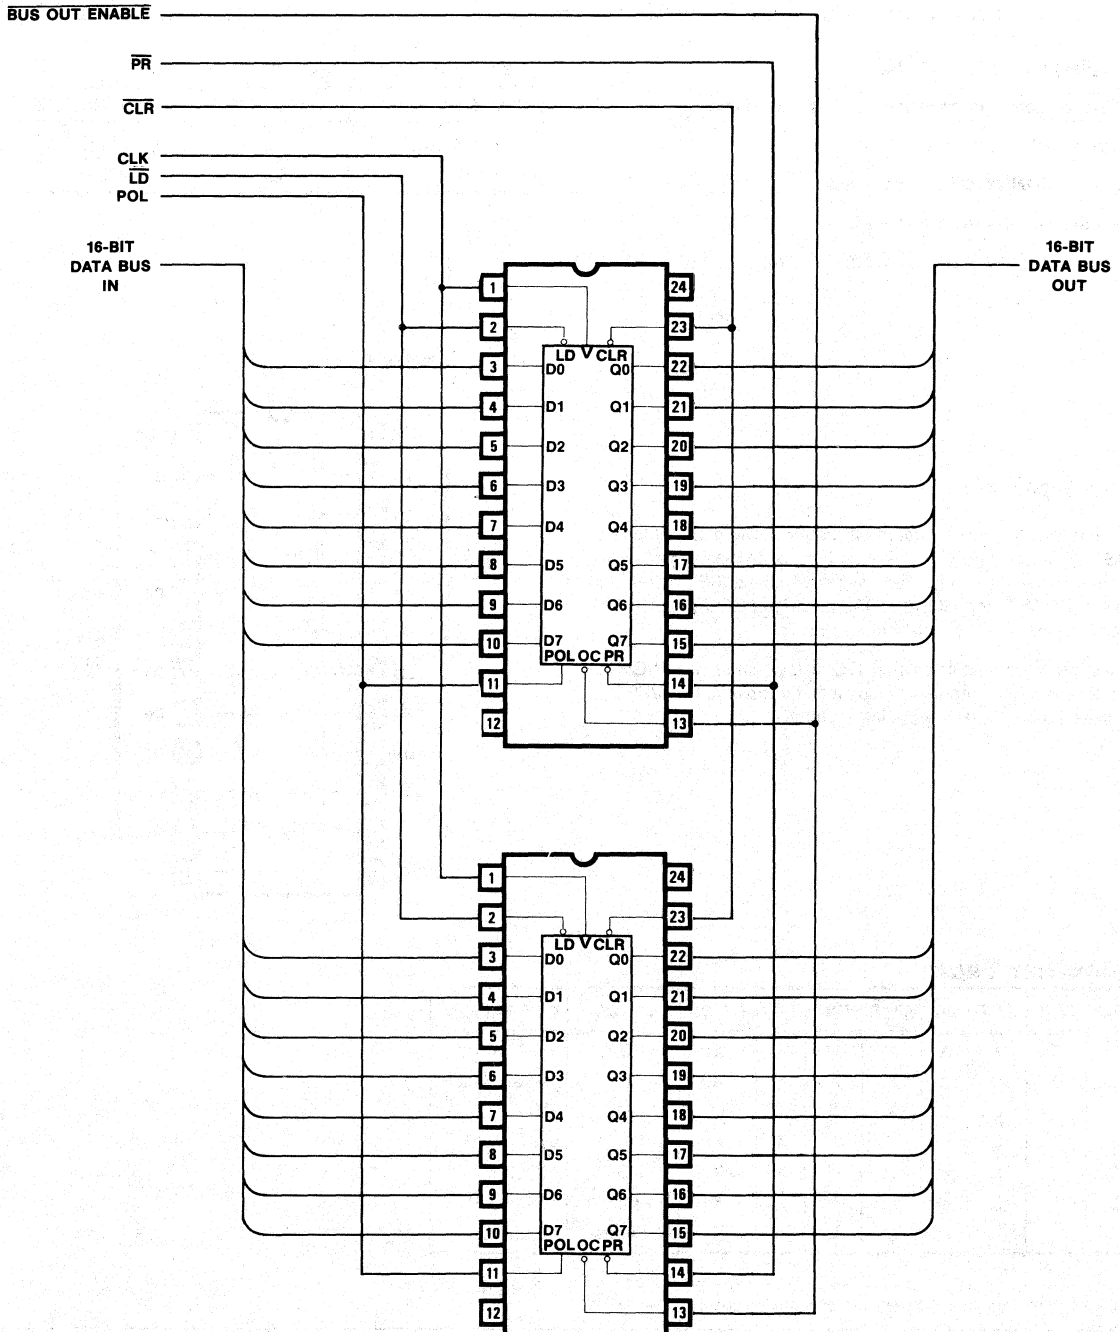 BUS OUT ENABLE
PR
CLR
CLK
LD
POL
16-BIT
DATA BUS
IN
16-BIT
DATA BUS
OUT
1 24
2 23
LD CLR
3 D0 Q0 22
4 D1 Q1 21
5 D2 Q2 20
6 D3 Q3 19
7 D4 Q4 18
8 D5 Q5 17
9 D6 Q6 16
10 D7 Q7 15
POL OC PR
11 14
12 13
1 24
2 23
LD CLR
3 D0 Q0 22
4 D1 Q1 21
5 D2 Q2 20
6 D3 Q3 19
7 D4 Q4 18
8 D5 Q5 17
9 D6 Q6 16
10 D7 Q7 15
POL OC PR
11 14
12 13